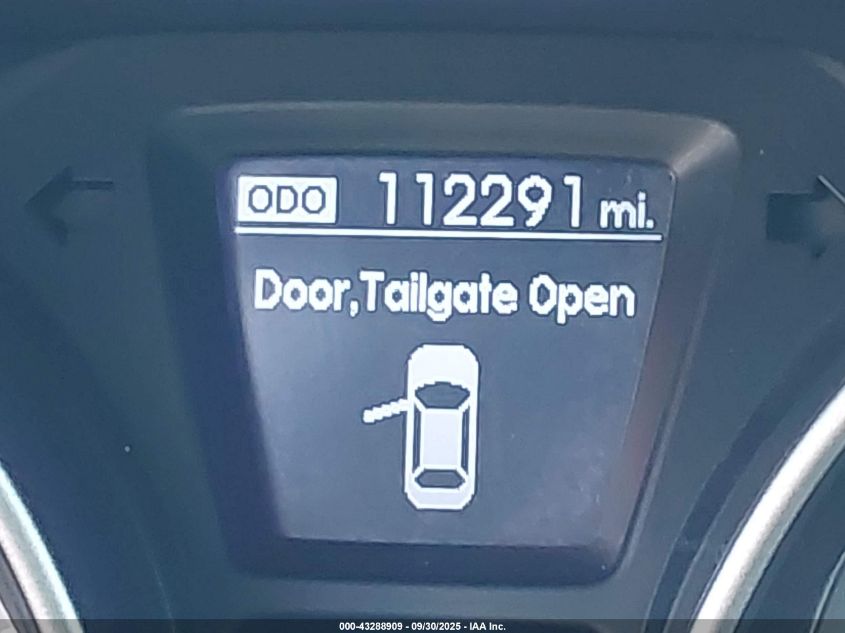 ODO 112291 mi.
Door,Tailgate Open
000-43288909 - 09/30/2025 - IAA Inc.